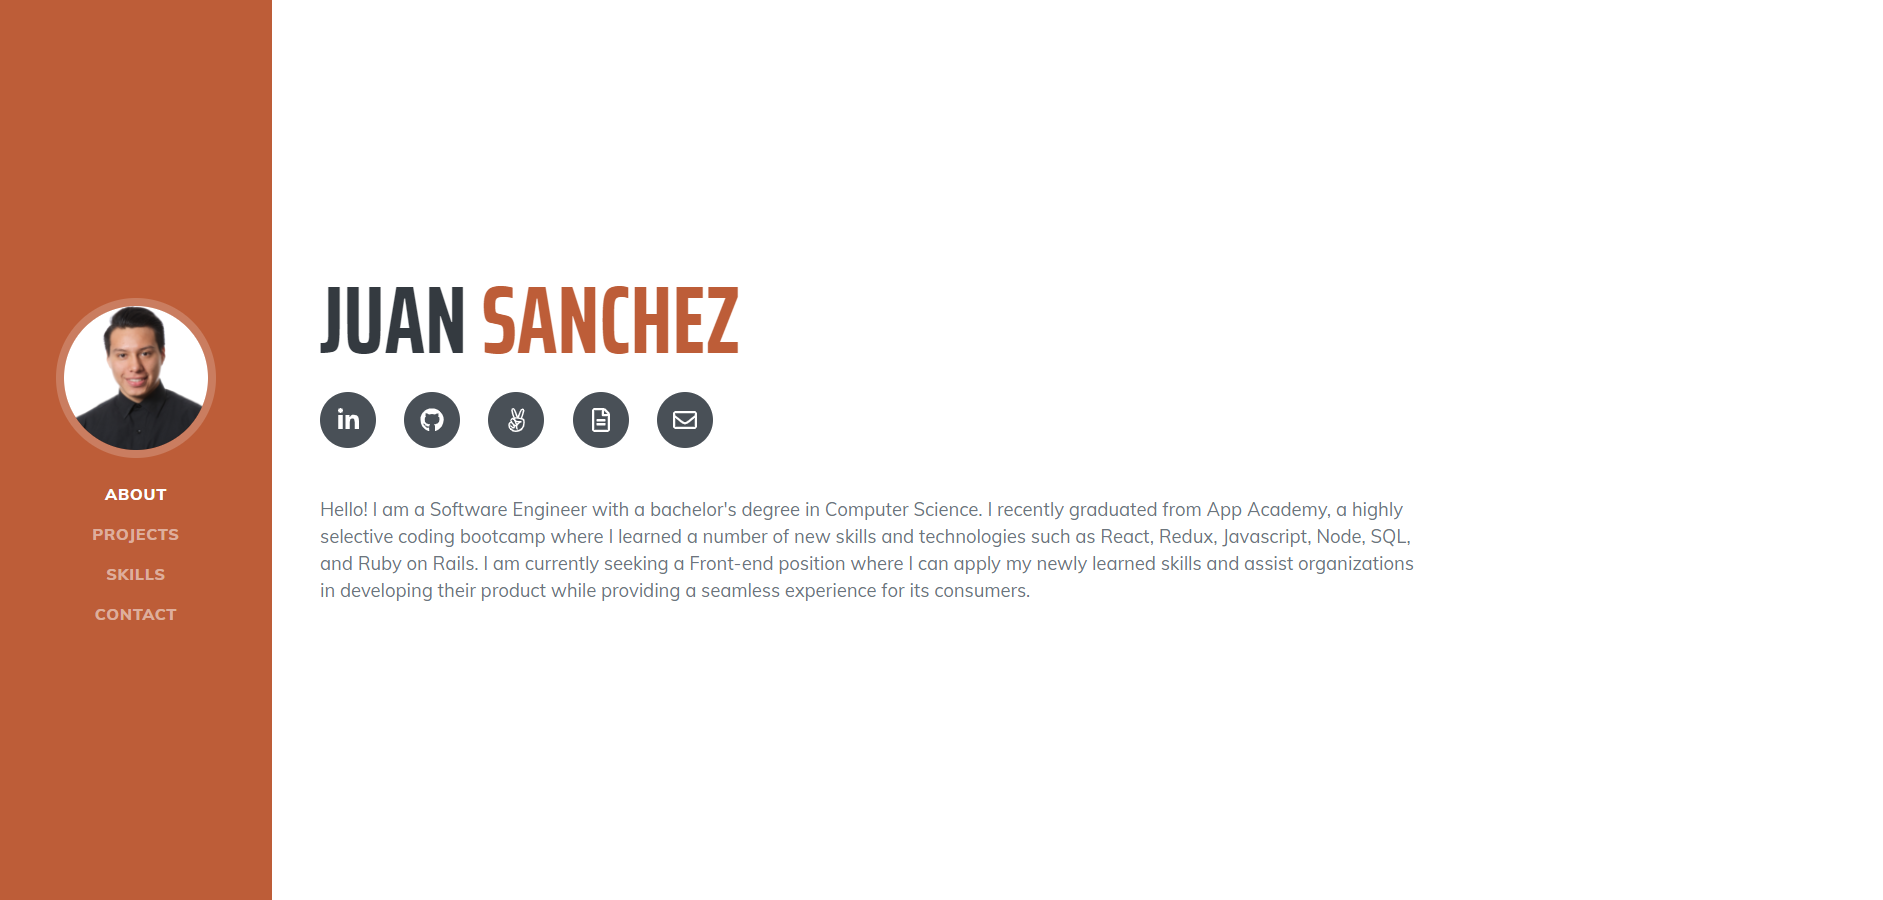 ABOUT
PROJECTS
SKILLS
CONTACT
JUAN SANCHEZ
in
Hello! I am a Software Engineer with a bachelor's degree in Computer Science. I recently graduated from App Academy, a highly
selective coding bootcamp where I learned a number of new skills and technologies such as React, Redux, Javascript, Node, SQL,
and Ruby on Rails. I am currently seeking a Front-end position where I can apply my newly learned skills and assist organizations
in developing their product while providing a seamless experience for its consumers.